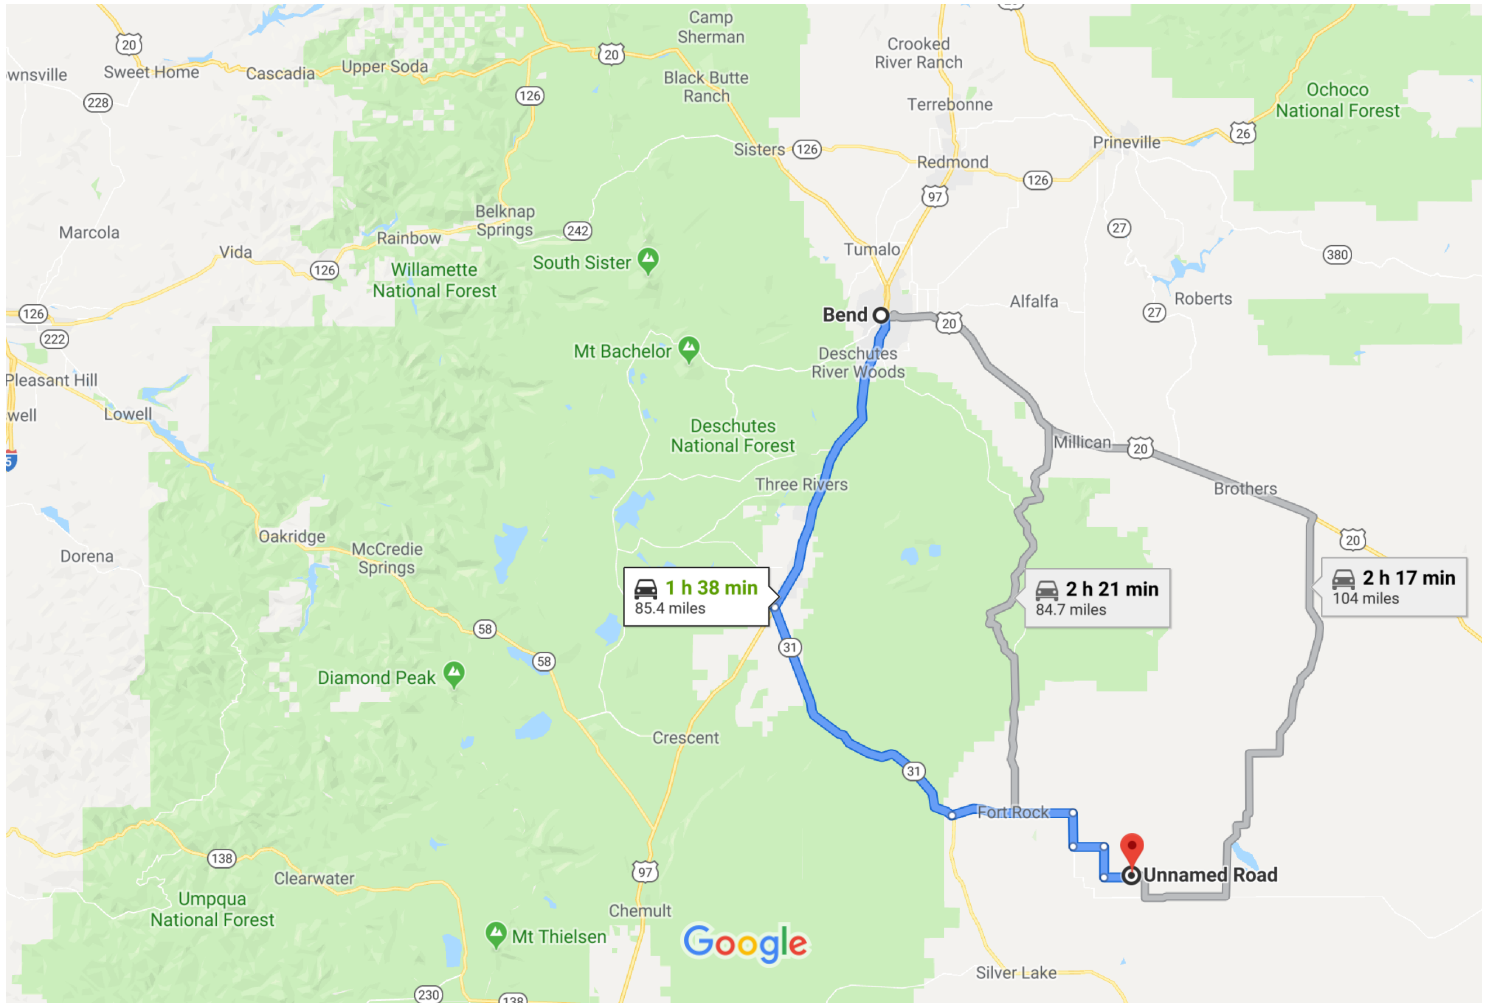 Camp
Sherman
20
20
Crooked
River Ranch
wnsville
Sweet Home
Cascadia
Upper Soda
Black Butte
Ranch
Ochoco
National Forest
228
126
Terrebonne
26
Prineville
Sisters
126
Redmond
126
97
Belknap
Springs
242
27
Marcola
Rainbow
Tumalo
Vida
126
Willamette
National Forest
South Sister
380
Alfalfa
Roberts
126
Bend
20
27
222
Mt Bachelor
Deschutes
River Woods
Pleasant Hill
well
Lowell
Deschutes
National Forest
Millican
20
5
Three Rivers
Brothers
Oakridge
20
Dorena
McCredie
Springs
1 h 38 min
85.4 miles
2 h 21 min
84.7 miles
2 h 17 min
104 miles
58
31
58
Diamond Peak
Crescent
31
Fort Rock
138
Clearwater
97
Unnamed Road
Umpqua
National Forest
Chemult
Mt Thielsen
Google
Silver Lake
230
138